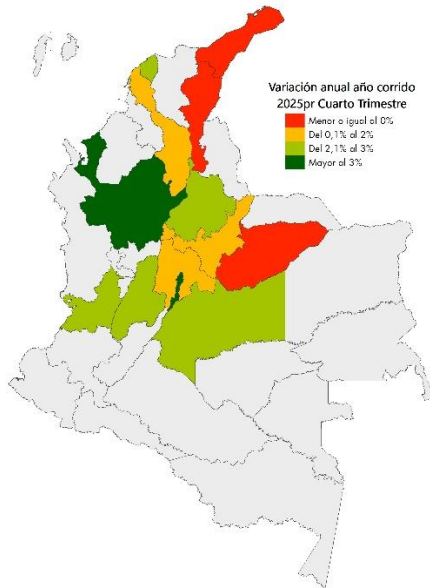 Variación anual año corrido
2025pr Cuarto Trimestre
Menor o igual al 0%
Del 0,1% al 2%
Del 2,1% al 3%
Mayor al 3%